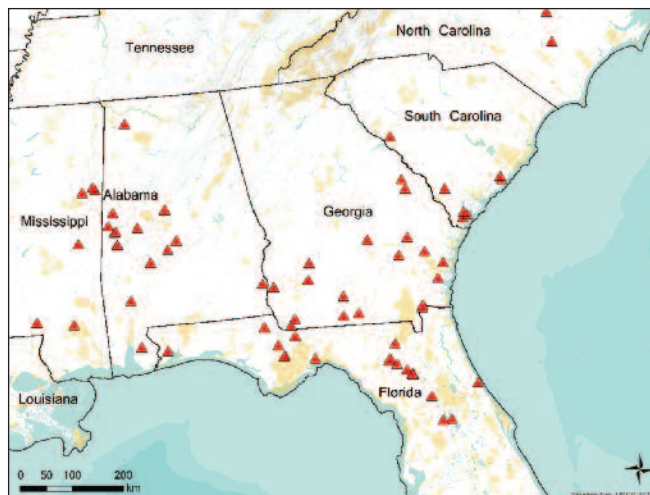 North Carolina
Tennessee
South Carolina
Alabama
Georgia
Mississippi
Louisiana
Florida
0 50 100 200
km